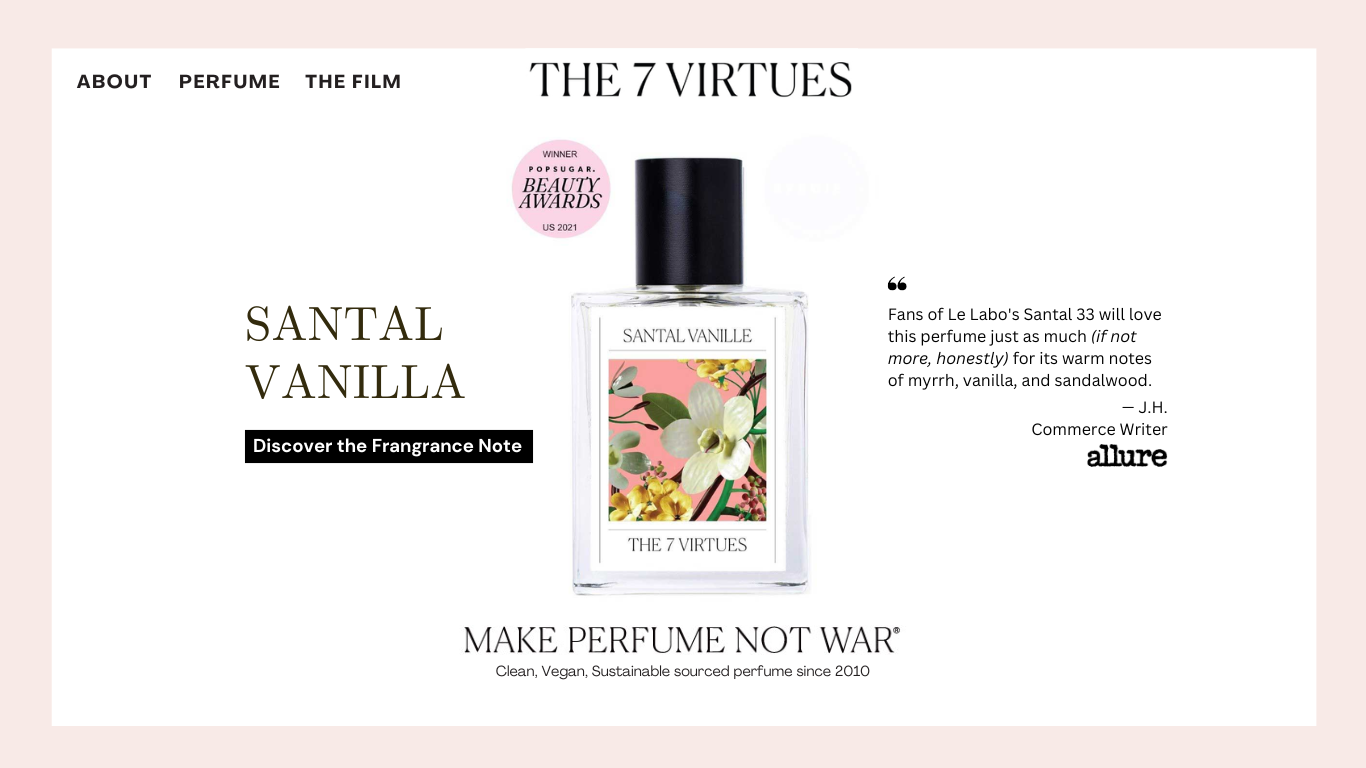 ABOUT PERFUME THE FILM
THE 7 VIRTUES
WINNER
POPSUGAR.
BEAUTY
AWARDS
US 2021
SANTAL
VANILLA
Discover the Frangrance Note
SANTAL VANILLE
THE 7 VIRTUES
“
Fans of Le Labo's Santal 33 will love
this perfume just as much (if not
more, honestly) for its warm notes
of myrrh, vanilla, and sandalwood.
— J.H.
Commerce Writer
allure
MAKE PERFUME NOT WAR®
Clean, Vegan, Sustainable sourced perfume since 2010